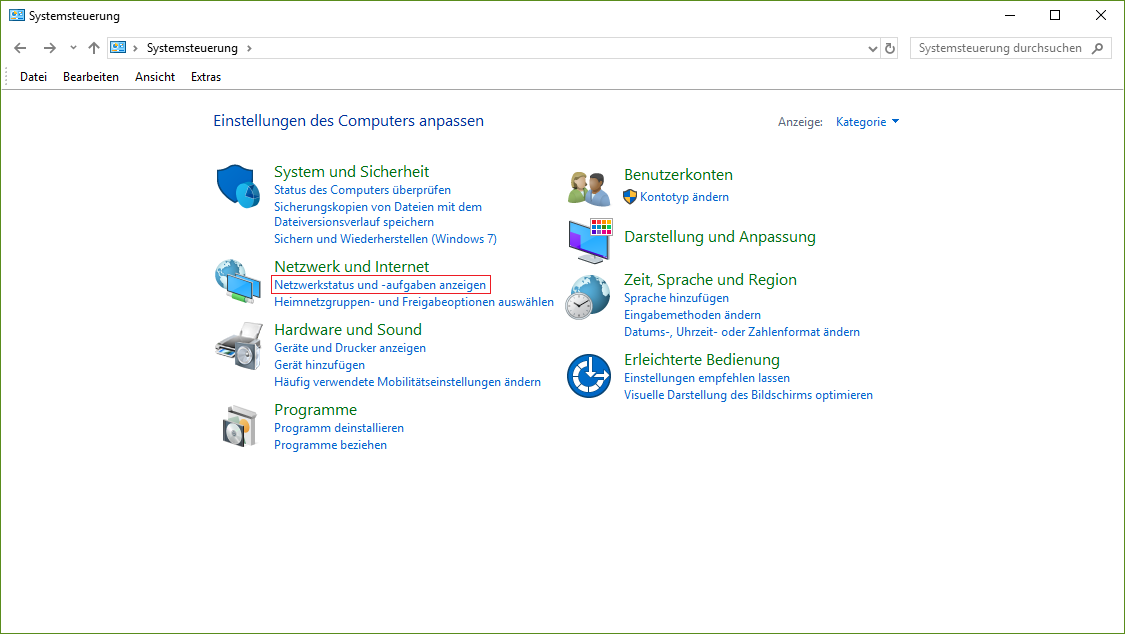 Systemsteuerung
Systemsteuerung
Systemsteuerung durchsuchen
Datei Bearbeiten Ansicht Extras
Einstellungen des Computers anpassen
Anzeige: Kategorie
System und Sicherheit
Status des Computers überprüfen
Sicherungskopien von Dateien mit dem
Dateiversionsverlauf speichern
Sichern und Wiederherstellen (Windows 7)
Netzwerk und Internet
Netzwerkstatus und -aufgaben anzeigen
Heimnetzgruppen- und Freigabeoptionen auswählen
Hardware und Sound
Geräte und Drucker anzeigen
Gerät hinzufügen
Häufig verwendete Mobilitätseinstellungen ändern
Programme
Programm deinstallieren
Programme beziehen
Benutzerkonten
Kontotyp ändern
Darstellung und Anpassung
Zeit, Sprache und Region
Sprache hinzufügen
Eingabemethoden ändern
Datums-, Uhrzeit- oder Zahlenformat ändern
Erleichterte Bedienung
Einstellungen empfehlen lassen
Visuelle Darstellung des Bildschirms optimieren